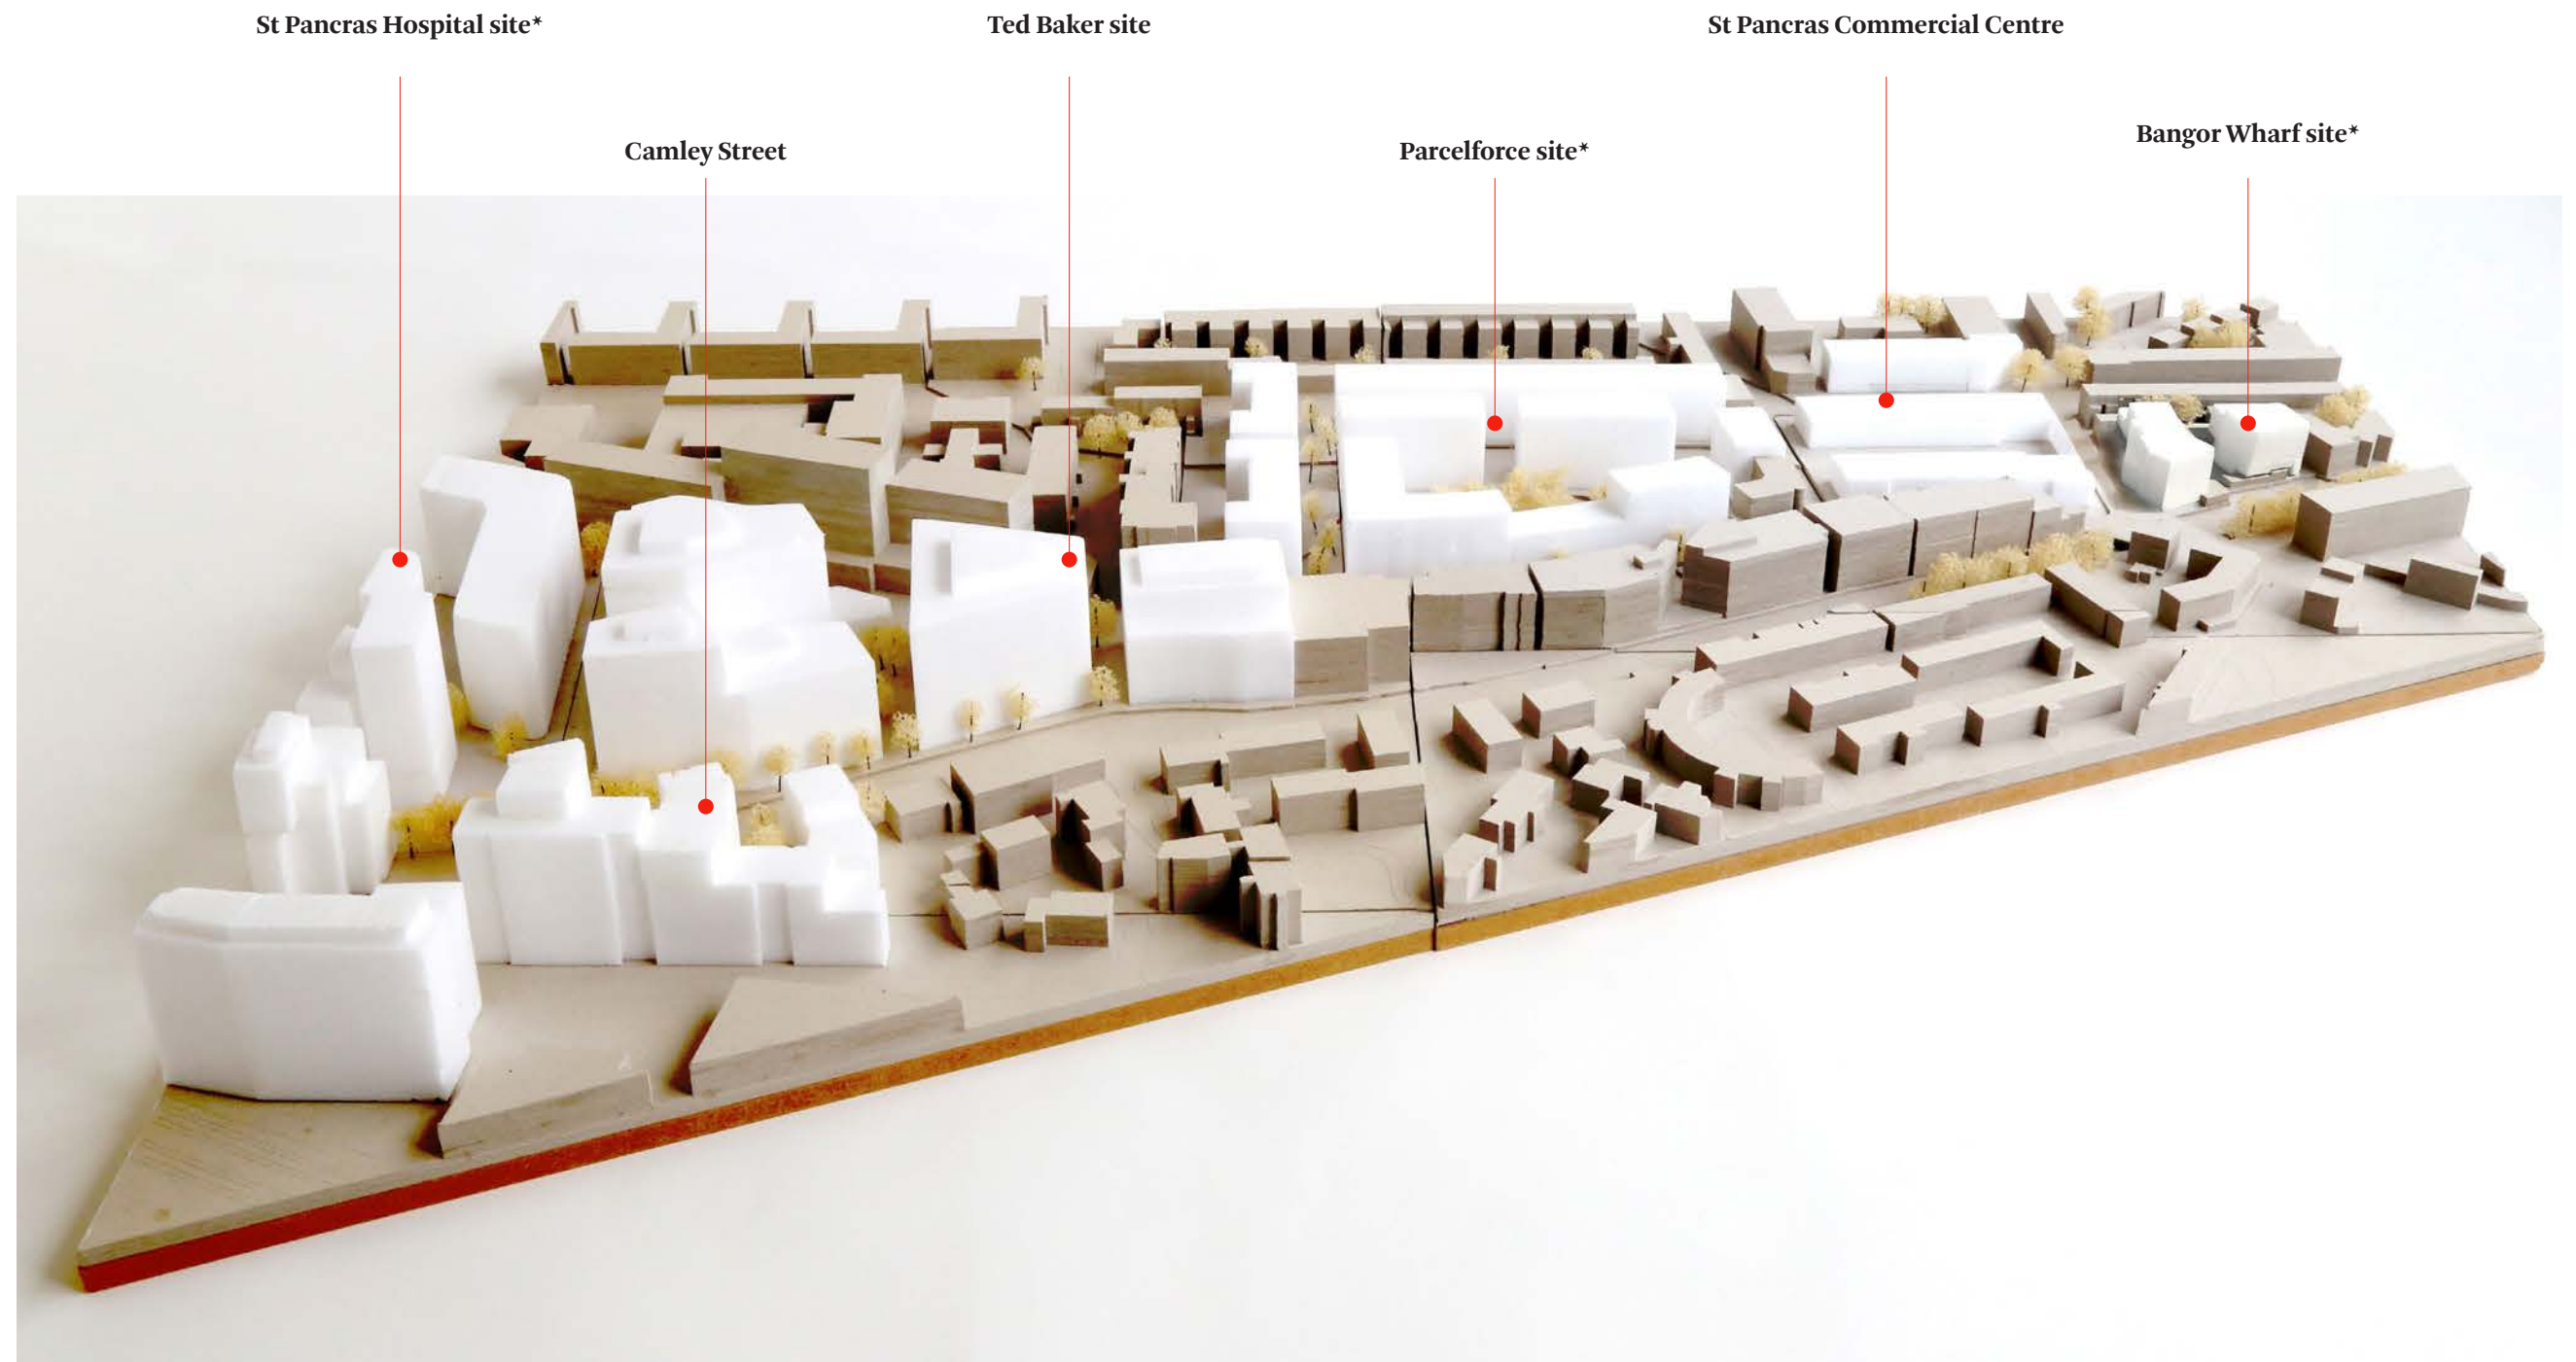 St Pancras Hospital site*
Ted Baker site
St Pancras Commercial Centre
Camley Street
Parcelforce site*
Bangor Wharf site*